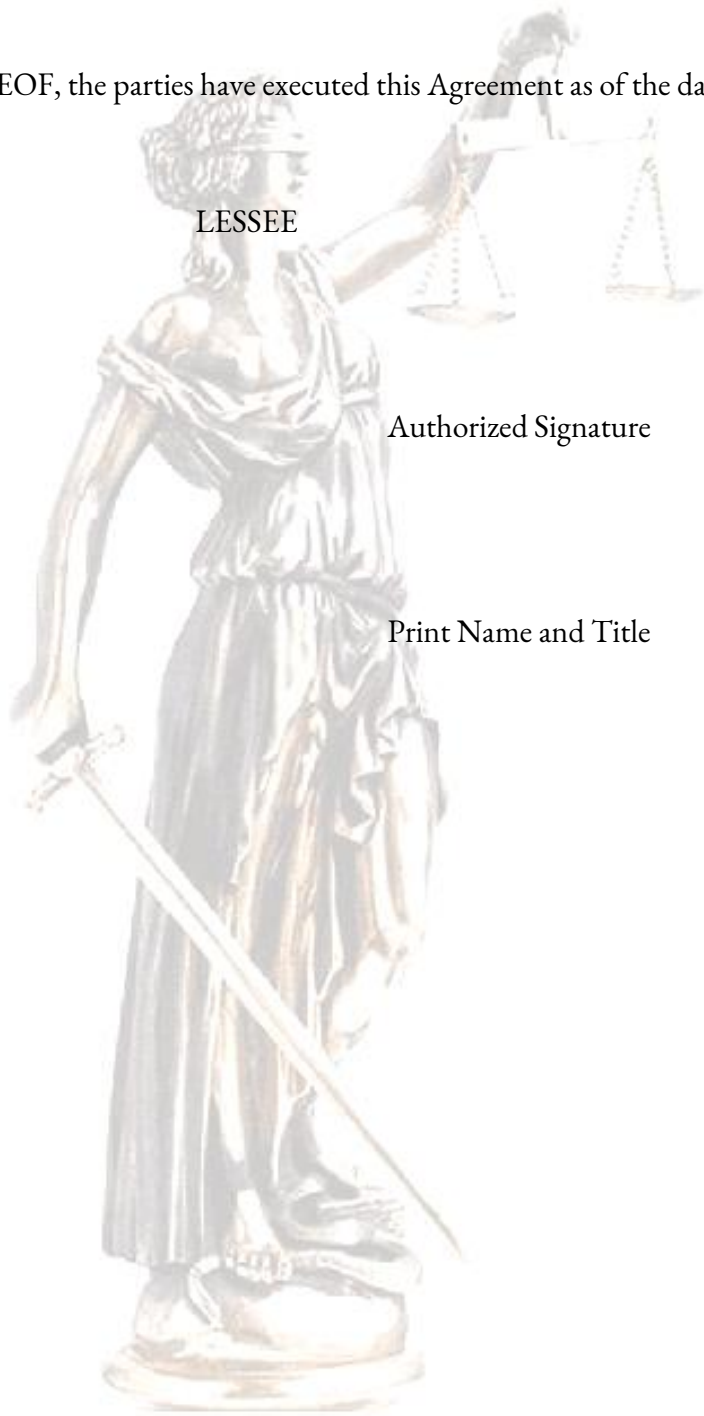 EOF, the parties have executed this Agreement as of the da
LESSEE
Authorized Signature
Print Name and Title